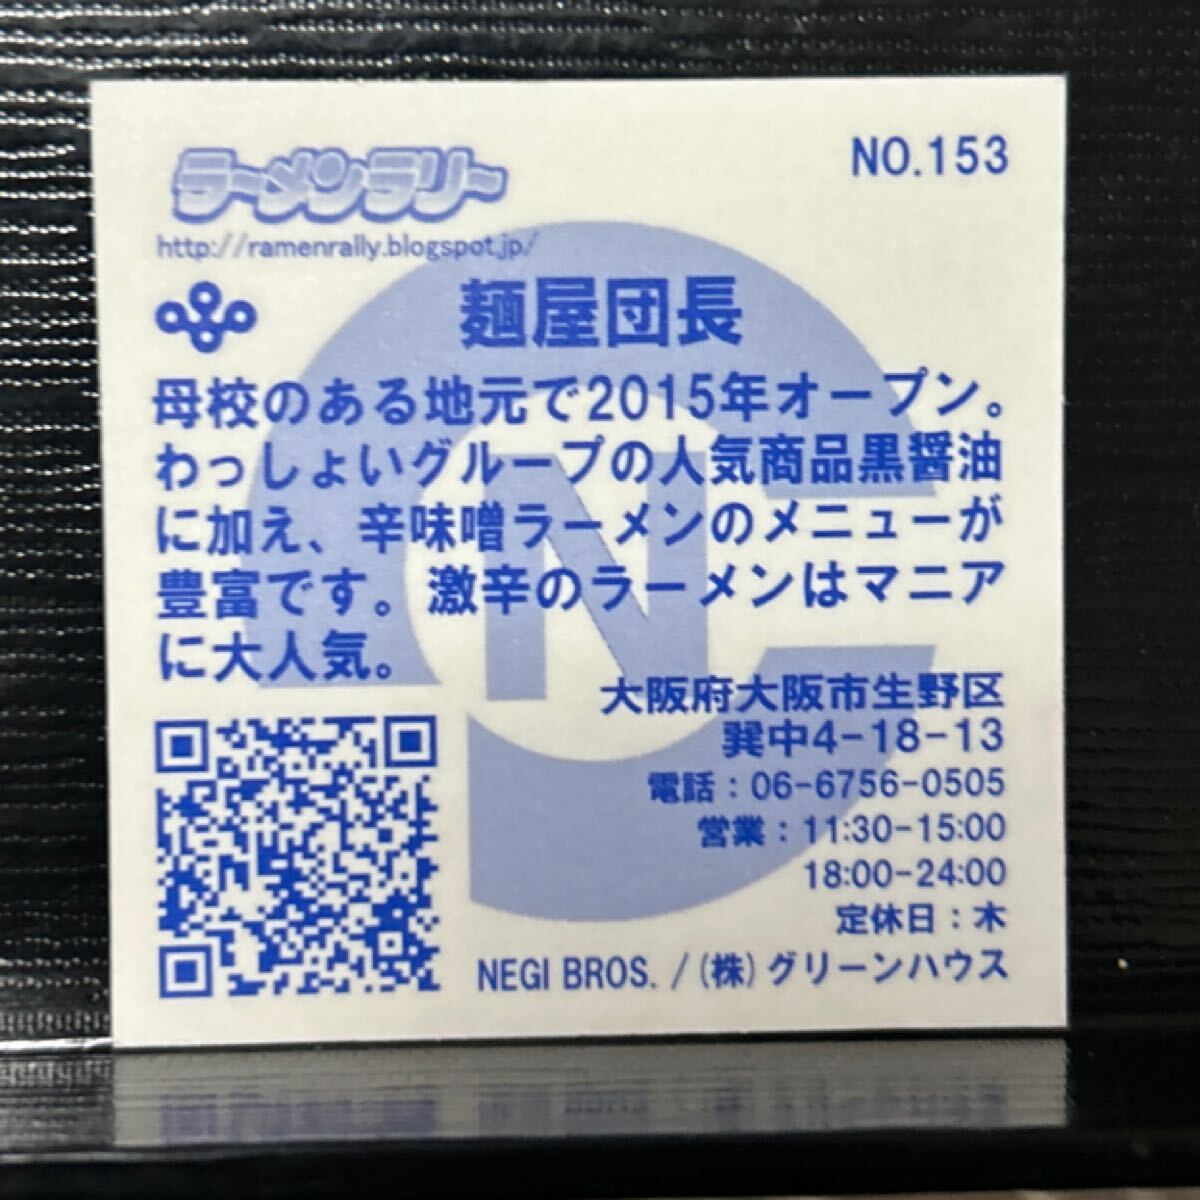 ラーメンラリー
NO.153
http://ramenrally.blogspot.jp/
麺屋団長
母校のある地元で2015年オープン。
わっしょいグループの人気商品黒醤油
に加え、辛味噌ラーメンのメニューが
豊富です。激辛のラーメンはマニア
に大人気。
大阪府大阪市生野区
巽中4-18-13
電話：06-6756-0505
営業：11:30-15:00
18:00-24:00
定休日：木
NEGI BROS. / (株) グリーンハウス